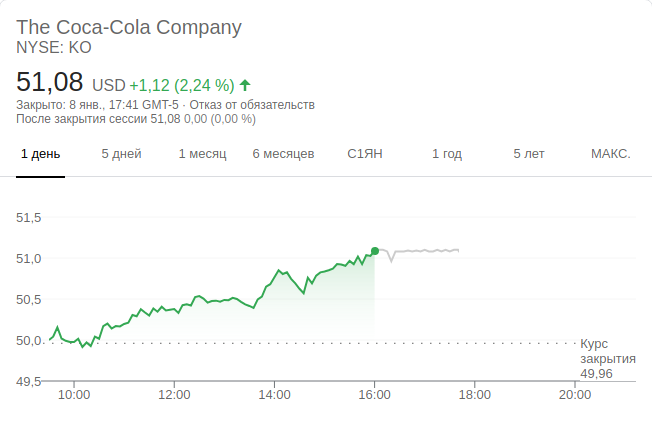 The Coca-Cola Company
NYSE: KO
51,08 USD +1,12 (2,24 %)
Закрыто: 8 янв., 17:41 GMT-5 · Отказ от обязательств
После закрытия сессии 51,08 0,00 (0,00 %)
1 день 5 дней 1 месяц 6 месяцев С1ЯН 1 год 5 лет МАКС.
51,5
51,0
50,5
50,0
Курс
закрытия
49,96
49,5
10:00 12:00 14:00 16:00 18:00 20:00